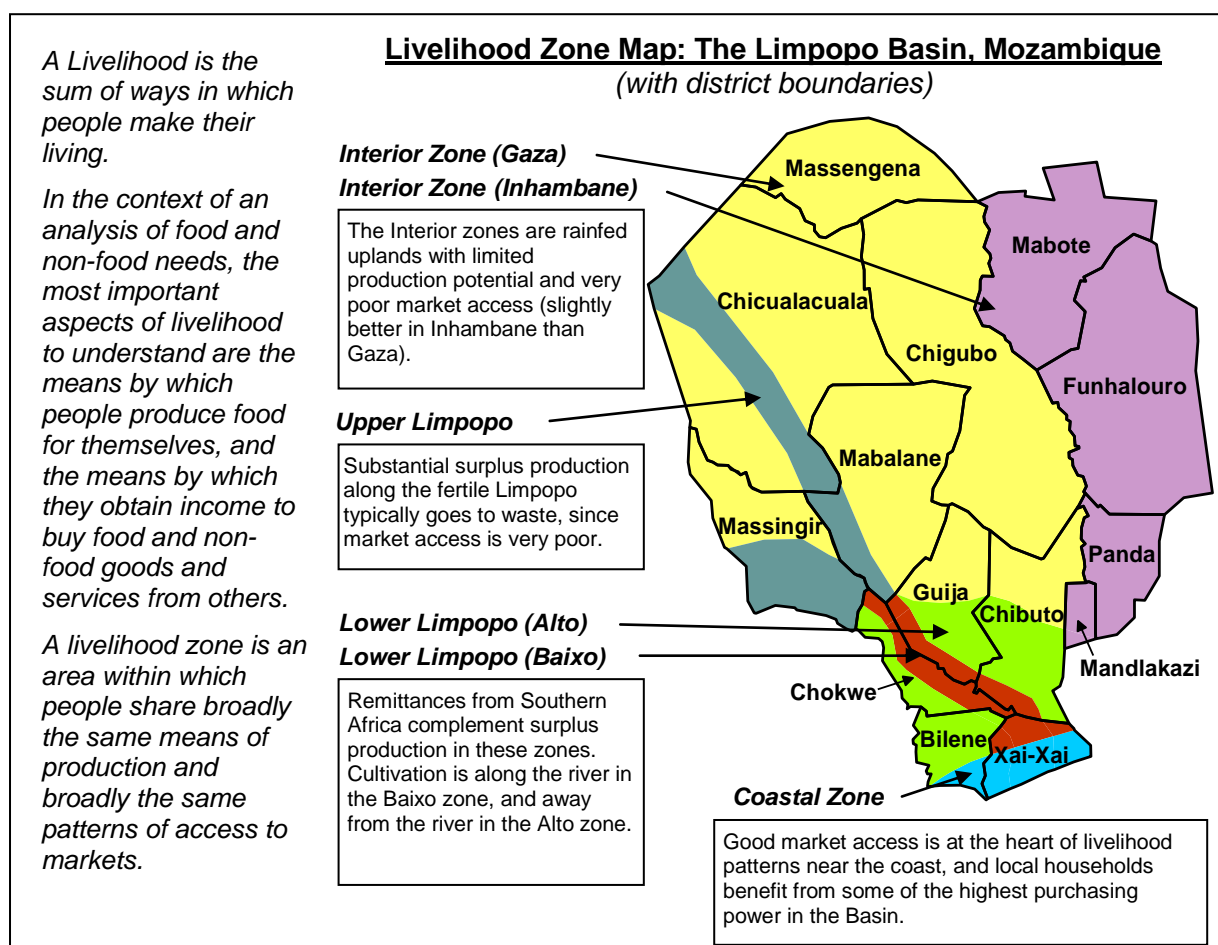 A Livelihood is the
sum of ways in which
people make their
living.
In the context of an
analysis of food and
non-food needs, the
most important
aspects of livelihood
to understand are the
means by which
people produce food
for themselves, and
the means by which
they obtain income to
buy food and non-
food goods and
services from others.
A livelihood zone is an
area within which
people share broadly
the same means of
production and
broadly the same
patterns of access to
markets.
Livelihood Zone Map: The Limpopo Basin, Mozambique
(with district boundaries)
Interior Zone (Gaza)
Interior Zone (Inhambane)
The Interior zones are rainfed
uplands with limited
production potential and very
poor market access (slightly
better in Inhambane than
Gaza).
Upper Limpopo
Substantial surplus production
along the fertile Limpopo
typically goes to waste, since
market access is very poor.
Lower Limpopo (Alto)
Lower Limpopo (Baixo)
Remittances from Southern
Africa complement surplus
production in these zones.
Cultivation is along the river in
the Baixo zone, and away
from the river in the Alto zone.
Massengena
Mabote
Chicualacuala
Chigubo
Funhalouro
Mabalane
Massingir
Panda
Guija
Chibuto
Mandlakazi
Chokwe
Bilene
Xai-Xai
Coastal Zone
Good market access is at the heart of livelihood
patterns near the coast, and local households
benefit from some of the highest purchasing
power in the Basin.